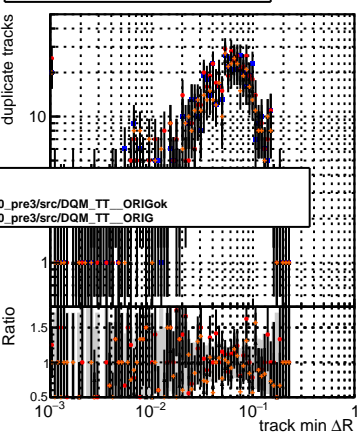 duplicate tracks
10
0_pre3/src/DQM_TT__ORIGok
0_pre3/src/DQM_TT__ORIG
1
Ratio
1.5
1
0.5
10⁻³ 10⁻² 10⁻¹ 1
track min ΔR